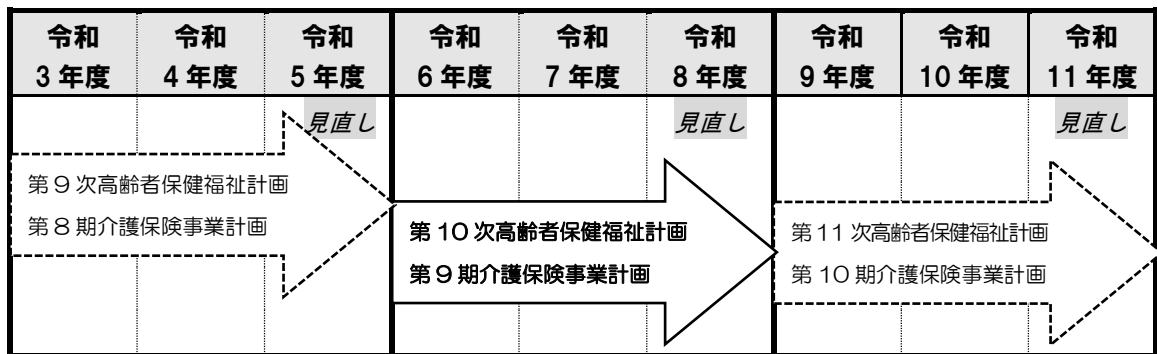 令和 令和 令和 令和 令和 令和 令和 令和 令和
3年度 4年度 5年度 6年度 7年度 8年度 9年度 10年度 11年度
見直し 見直し 見直し
第9次高齢者保健福祉計画
第8期介護保険事業計画
第10次高齢者保健福祉計画
第9期介護保険事業計画
第11次高齢者保健福祉計画
第10期介護保険事業計画